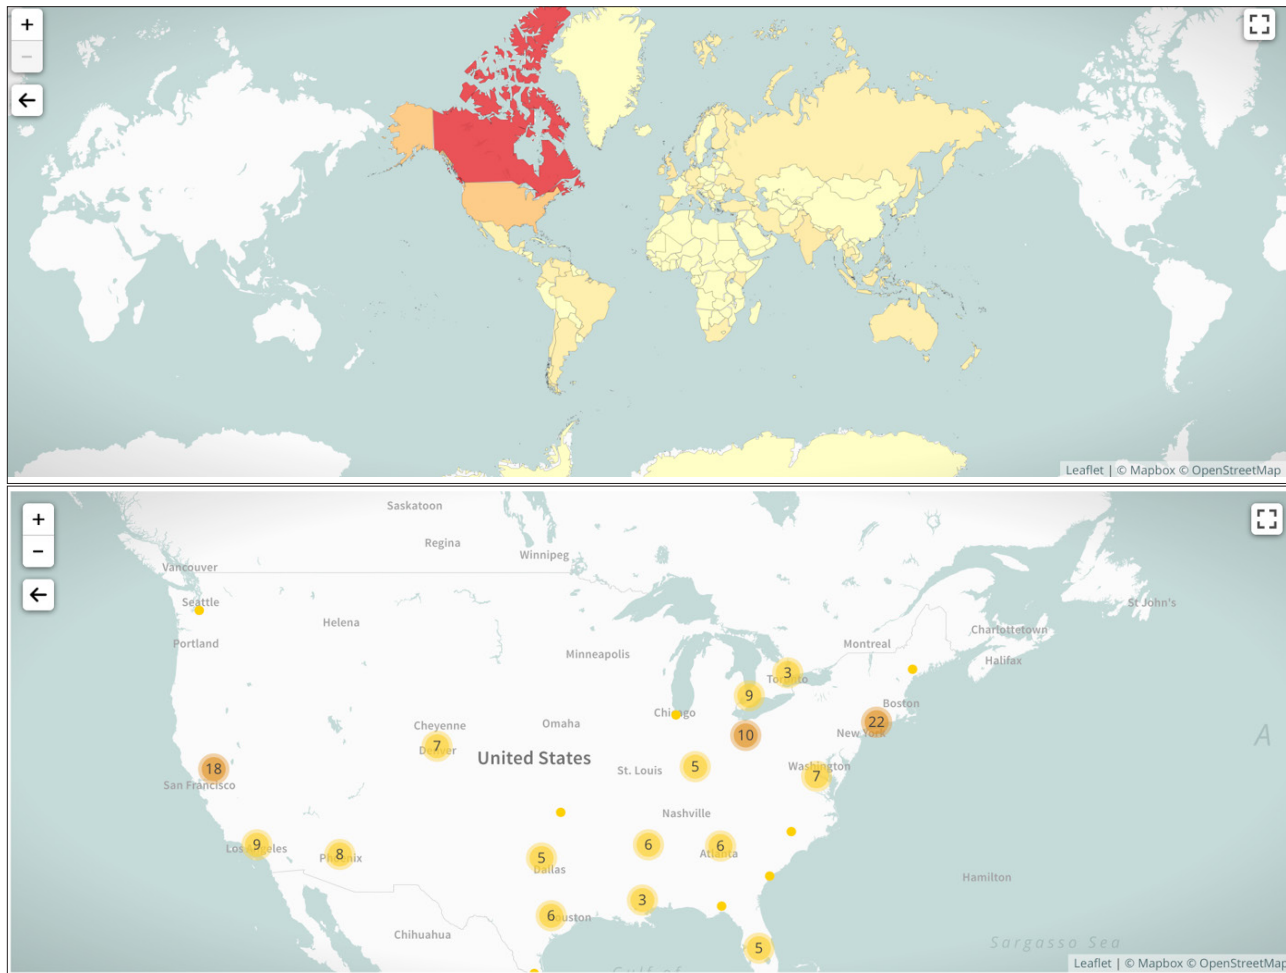 +
−
←
Leaflet | © Mapbox © OpenStreetMap
+
−
←
Saskatoon
Regina
Winnipeg
Vancouver
Seattle
Helena
St John's
Charlottetown
Portland
Montreal
Minneapolis
Halifax
3
Toronto
9
Boston
Chicago
22
Cheyenne
Omaha
New York
10
7
Denver
United States
5
Washington
18
St. Louis
7
San Francisco
A
Nashville
9
6
6
Los Angeles
8
Phoenix
5
Atlanta
Dallas
Hamilton
3
6
Houston
Chihuahua
5
Sargasso Sea
Gulf of
Leaflet | © Mapbox © OpenStreetMap